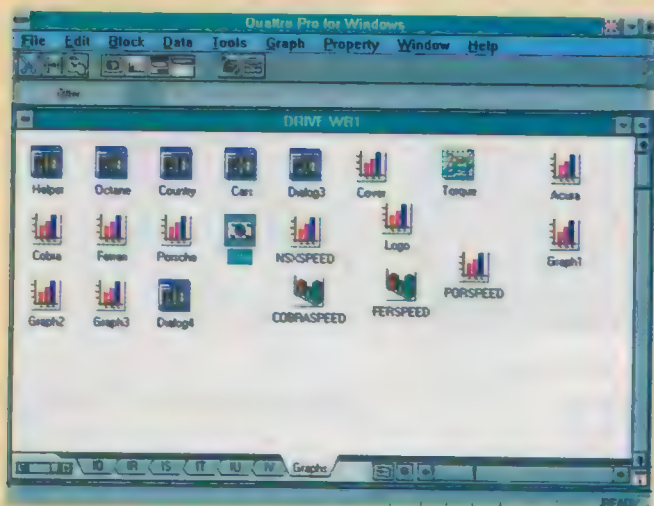 Quattro Pro for Windows
File Edit Block Data Tools Graph Property Window Help
DRIVE.WB1
Helper Octane Country Cars Dialog3 Cover Torque Acura
Cobra Ferrari Porsche NSXSPEED Logo Graph1
Graph2 Graph3 Dialog4 COBRASPEED FERSPEED PORSPEED
IQ IR IS IT IU IV Graphs
READY